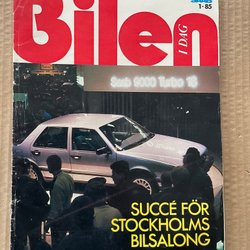 1·85
Bilen
I DAG
Saab 9000 Turbo 16
SUCCÉ FÖR
STOCKHOLMS
BILSALONG